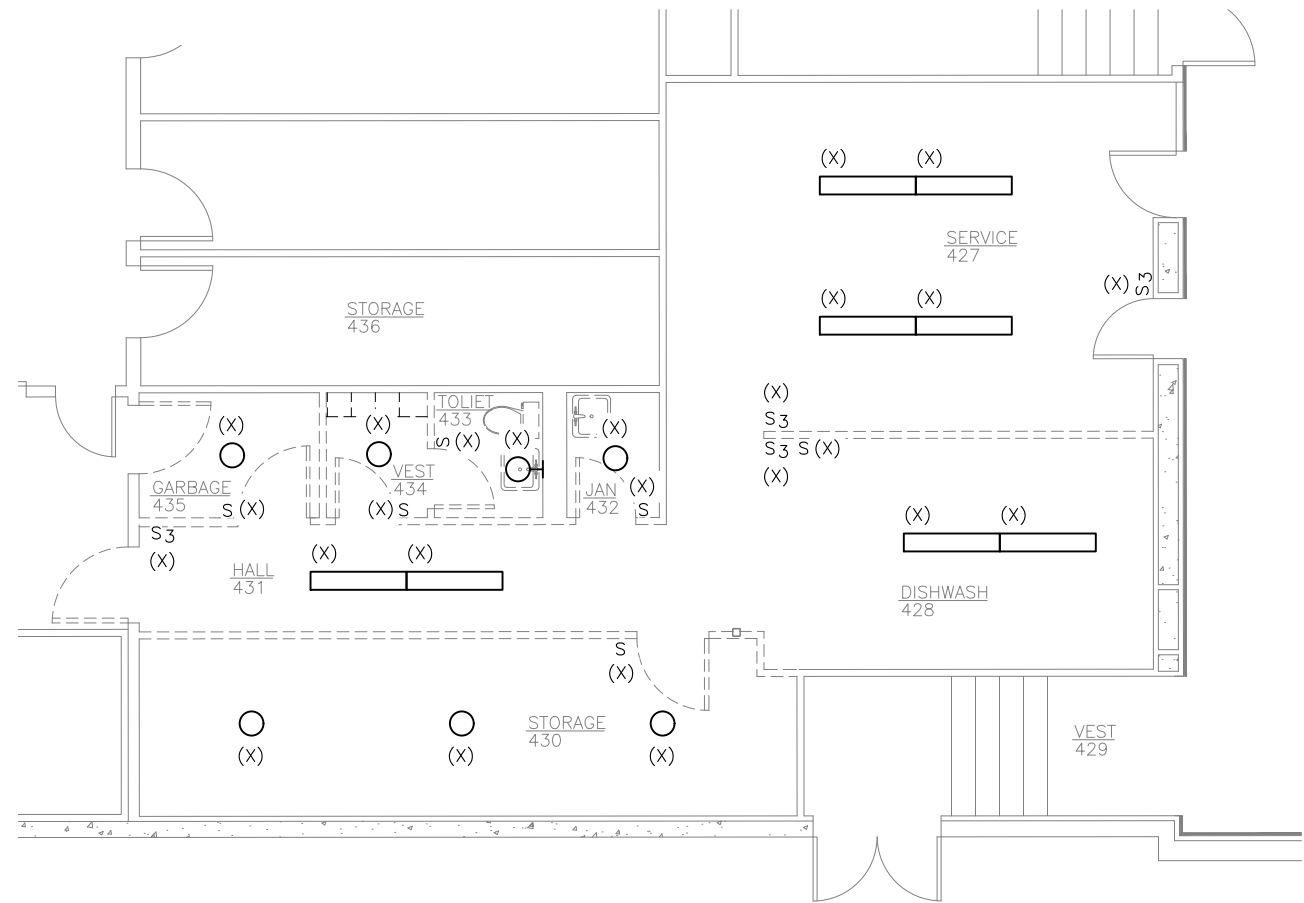 (X) (X)
SERVICE
427
(X) S3
(X) (X)
STORAGE
436
(X)
S3
S3 S (X)
(X)
TOLIET
433
(X)
(X)
S (X)
(X)
(X)
VEST
434
GARBAGE
435
JAN
432
(X)
S (X)
(X) S
S
S3
(X)
(X) (X)
(X) (X)
HALL
431
DISHWASH
428
S
(X)
STORAGE
430
VEST
429
(X) (X) (X)